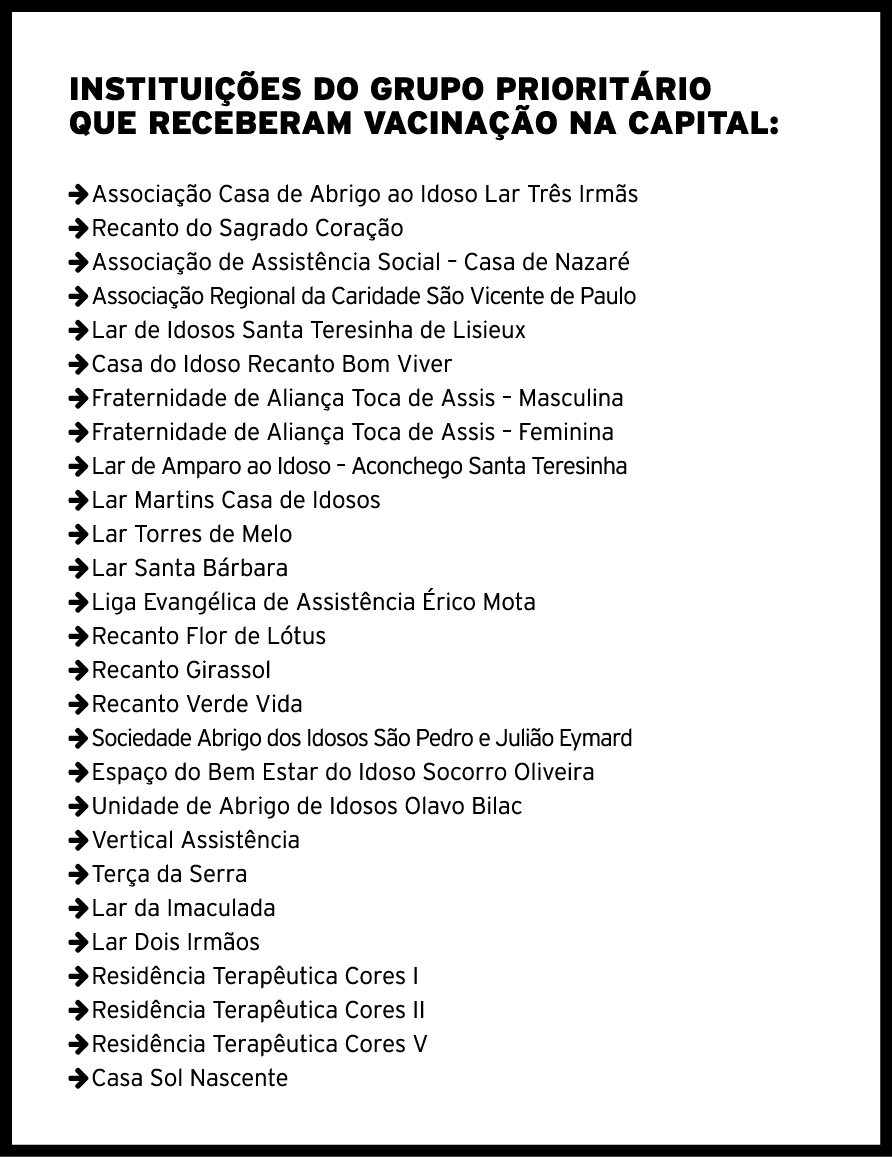 INSTITUIÇÕES DO GRUPO PRIORITÁRIO
QUE RECEBERAM VACINAÇÃO NA CAPITAL:
➔Associação Casa de Abrigo ao Idoso Lar Três Irmãs
➔Recanto do Sagrado Coração
➔Associação de Assistência Social – Casa de Nazaré
➔Associação Regional da Caridade São Vicente de Paulo
➔Lar de Idosos Santa Teresinha de Lisieux
➔Casa do Idoso Recanto Bom Viver
➔Fraternidade de Aliança Toca de Assis – Masculina
➔Fraternidade de Aliança Toca de Assis – Feminina
➔Lar de Amparo ao Idoso – Aconchego Santa Teresinha
➔Lar Martins Casa de Idosos
➔Lar Torres de Melo
➔Lar Santa Bárbara
➔Liga Evangélica de Assistência Érico Mota
➔Recanto Flor de Lótus
➔Recanto Girassol
➔Recanto Verde Vida
➔Sociedade Abrigo dos Idosos São Pedro e Julião Eymard
➔Espaço do Bem Estar do Idoso Socorro Oliveira
➔Unidade de Abrigo de Idosos Olavo Bilac
➔Vertical Assistência
➔Terça da Serra
➔Lar da Imaculada
➔Lar Dois Irmãos
➔Residência Terapêutica Cores I
➔Residência Terapêutica Cores II
➔Residência Terapêutica Cores V
➔Casa Sol Nascente